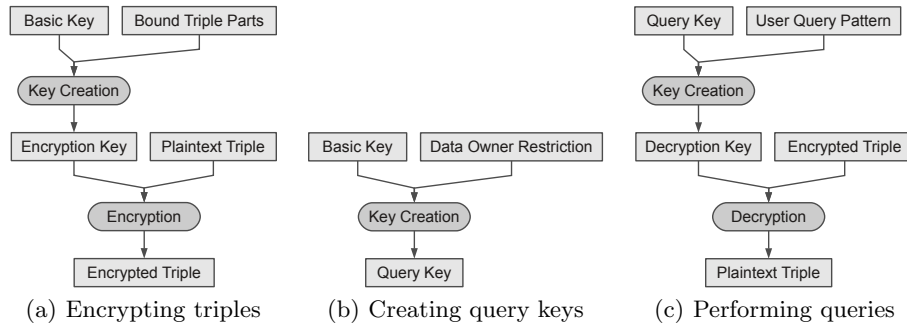 Basic Key
Bound Triple Parts
Key Creation
Encryption Key
Plaintext Triple
Encryption
Encrypted Triple
(a) Encrypting triples
Basic Key
Data Owner Restriction
Key Creation
Query Key
(b) Creating query keys
Query Key
User Query Pattern
Key Creation
Decryption Key
Encrypted Triple
Decryption
Plaintext Triple
(c) Performing queries